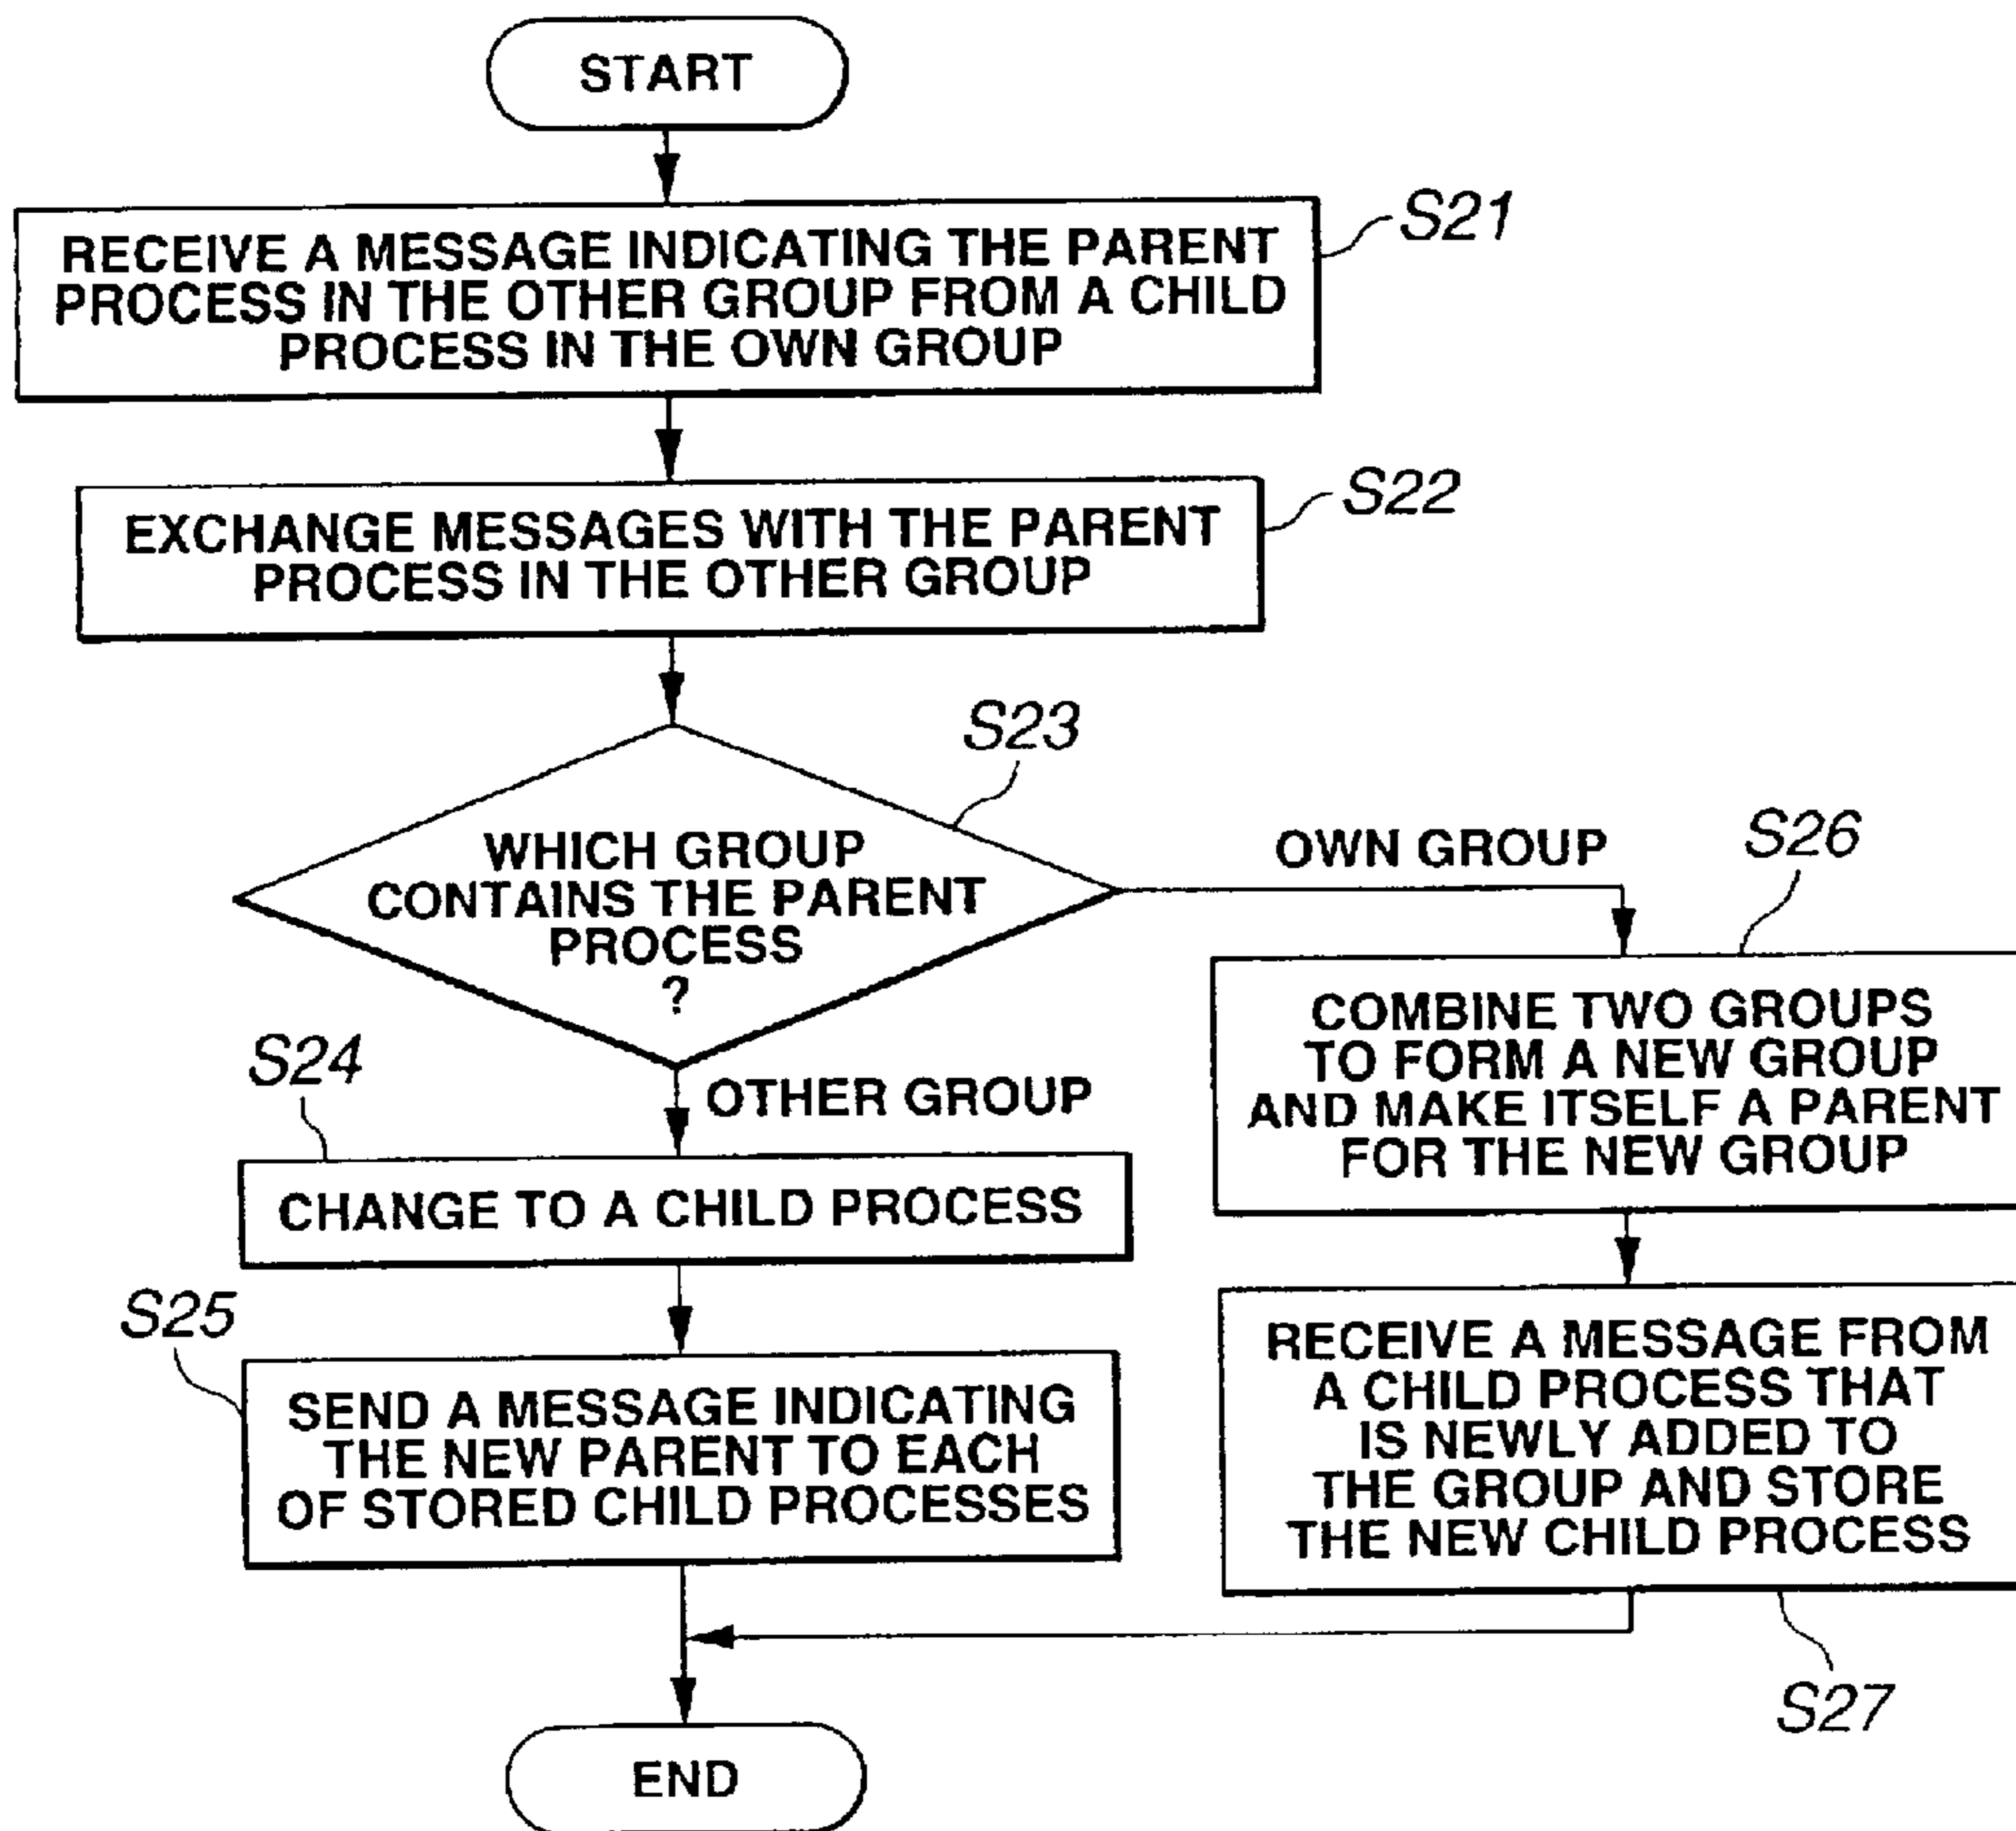 START
S21
RECEIVE A MESSAGE INDICATING THE PARENT
PROCESS IN THE OTHER GROUP FROM A CHILD
PROCESS IN THE OWN GROUP
S22
EXCHANGE MESSAGES WITH THE PARENT
PROCESS IN THE OTHER GROUP
S23
WHICH GROUP
CONTAINS THE PARENT
PROCESS
?
OTHER GROUP
S24
CHANGE TO A CHILD PROCESS
S25
SEND A MESSAGE INDICATING
THE NEW PARENT TO EACH
OF STORED CHILD PROCESSES
OWN GROUP
S26
COMBINE TWO GROUPS
TO FORM A NEW GROUP
AND MAKE ITSELF A PARENT
FOR THE NEW GROUP
RECEIVE A MESSAGE FROM
A CHILD PROCESS THAT
IS NEWLY ADDED TO
THE GROUP AND STORE
THE NEW CHILD PROCESS
S27
END